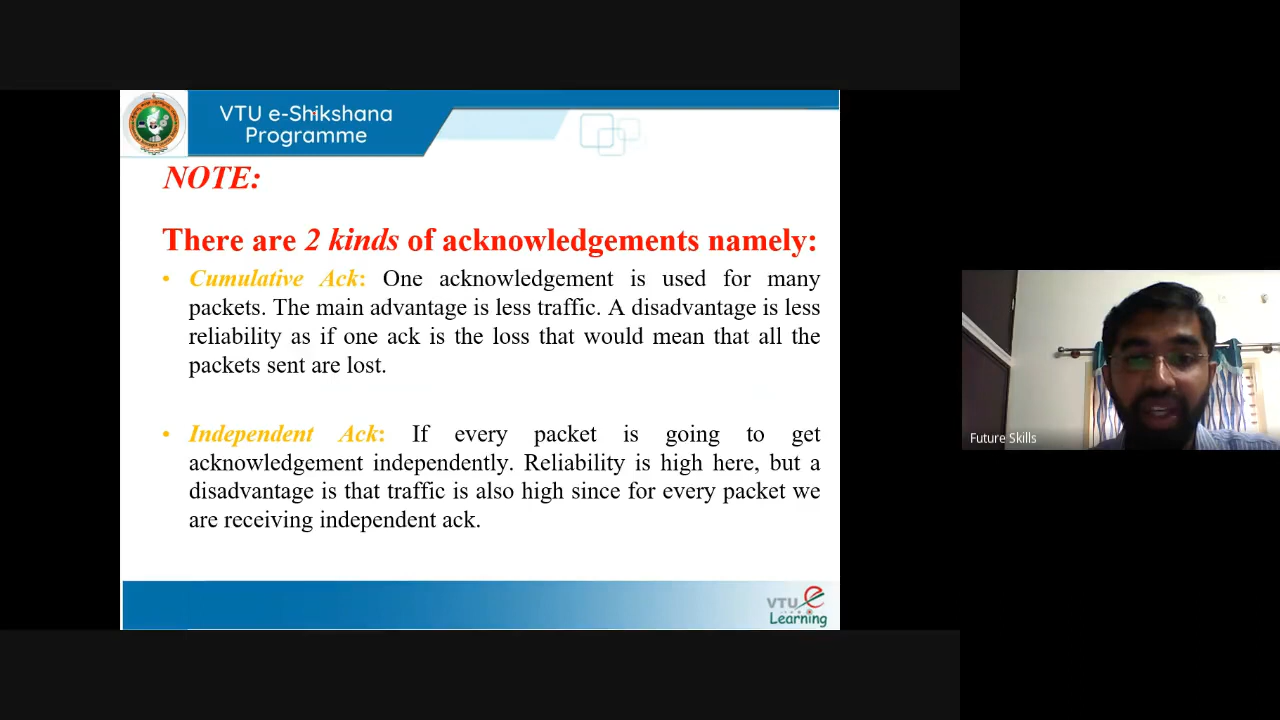 VTU e-Shikshana
Programme
NOTE:
There are 2 kinds of acknowledgements namely:
• Cumulative Ack: One acknowledgement is used for many
packets. The main advantage is less traffic. A disadvantage is less
reliability as if one ack is the loss that would mean that all the
packets sent are lost.
• Independent Ack: If every packet is going to get
acknowledgement independently. Reliability is high here, but a
disadvantage is that traffic is also high since for every packet we
are receiving independent ack.
Future Skills
VTU e
Learning